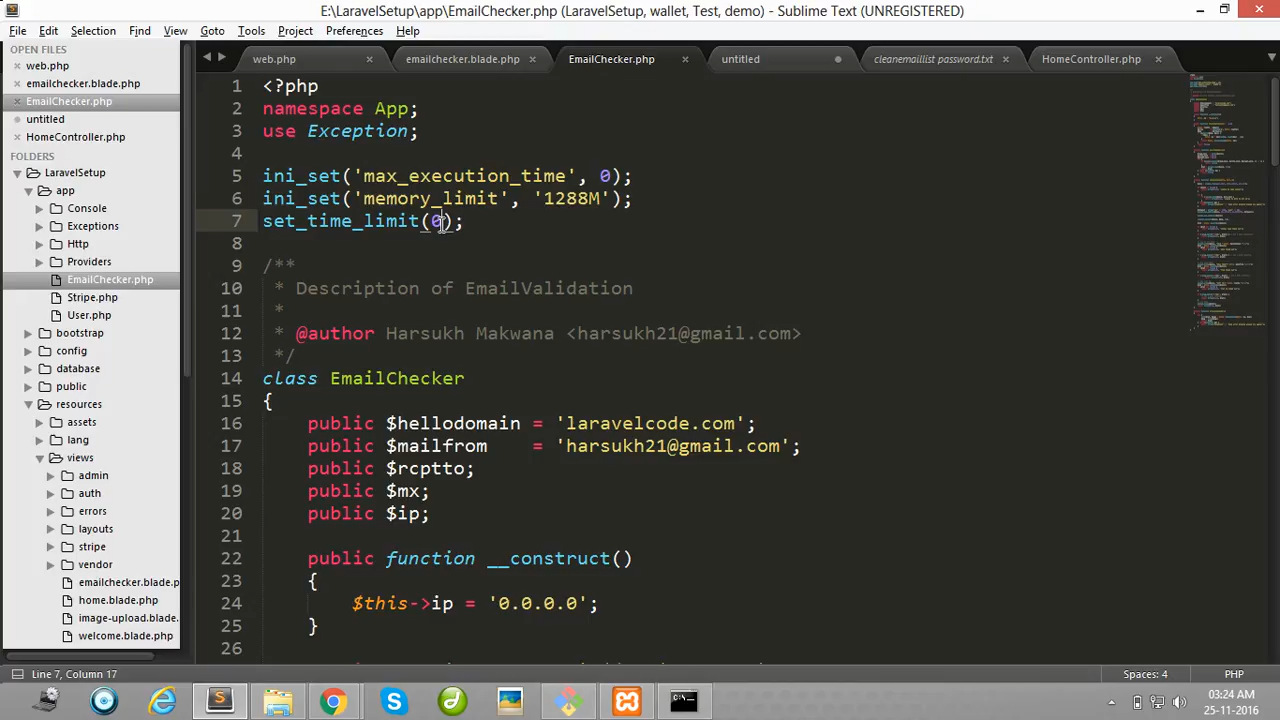 E:\LaravelSetup\app\EmailChecker.php (LaravelSetup, wallet, Test, demo) - Sublime Text (UNREGISTERED)
File Edit Selection Find View Goto Tools Project Preferences Help
OPEN FILES
web.php
emailchecker.blade.php
EmailChecker.php
untitled
HomeController.php
FOLDERS
LaravelSetup
app
Console
Exceptions
Http
Providers
EmailChecker.php
Stripe.php
User.php
bootstrap
config
database
public
resources
assets
lang
views
admin
auth
errors
layouts
stripe
vendor
emailchecker.blade.p
home.blade.php
image-upload.blade.
welcome.blade.php
web.php emailchecker.blade.php EmailChecker.php untitled cleanemaillist password.txt HomeController.php
1 <?php
2 namespace App;
3 use Exception;
4
5 ini_set('max_execution_time', 0);
6 ini_set('memory_limit', '1288M');
7 set_time_limit(0);
8
9 /**
10 * Description of EmailValidation
11 *
12 * @author Harsukh Makwana <harsukh21@gmail.com>
13 */
14 class EmailChecker
15 {
16 public $hellodomain = 'laravelcode.com';
17 public $mailfrom = 'harsukh21@gmail.com';
18 public $rcptto;
19 public $mx;
20 public $ip;
21
22 public function __construct()
23 {
24 $this->ip = '0.0.0.0';
25 }
26
Line 7, Column 17 Spaces: 4 PHP
03:24 AM
25-11-2016